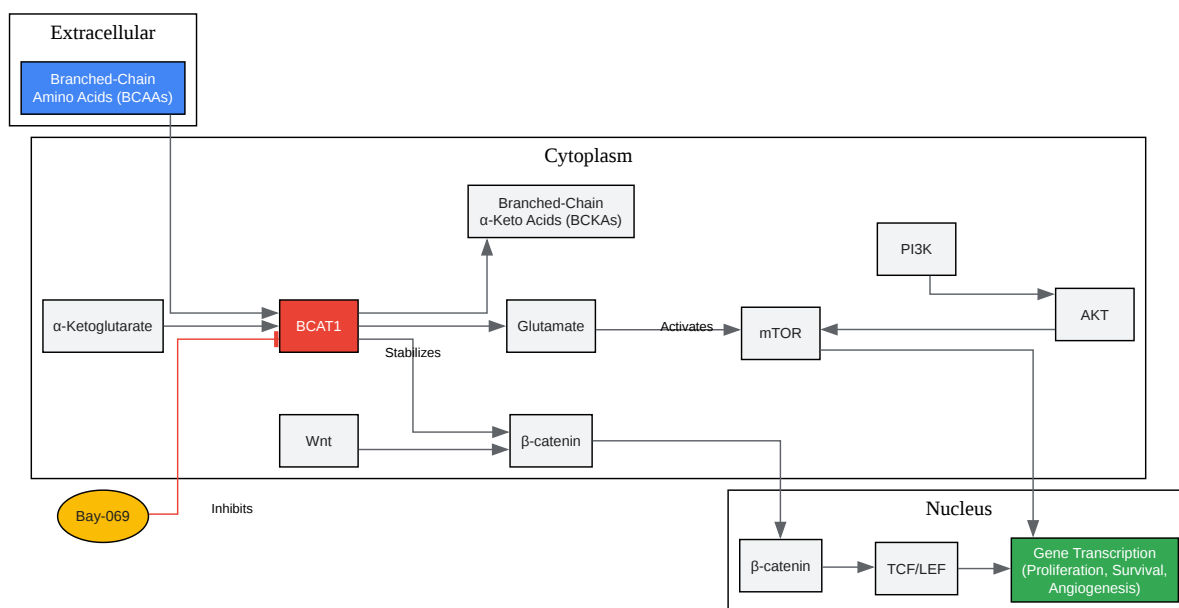 Extracellular
Branched-Chain
Amino Acids (BCAAs)
Cytoplasm
Branched-Chain
α-Keto Acids (BCKAs)
PI3K
AKT
α-Ketoglutarate
BCAT1
Glutamate
Activates
mTOR
Stabilizes
Wnt
β-catenin
Bay-069
Inhibits
Nucleus
β-catenin
TCF/LEF
Gene Transcription
(Proliferation, Survival,
Angiogenesis)